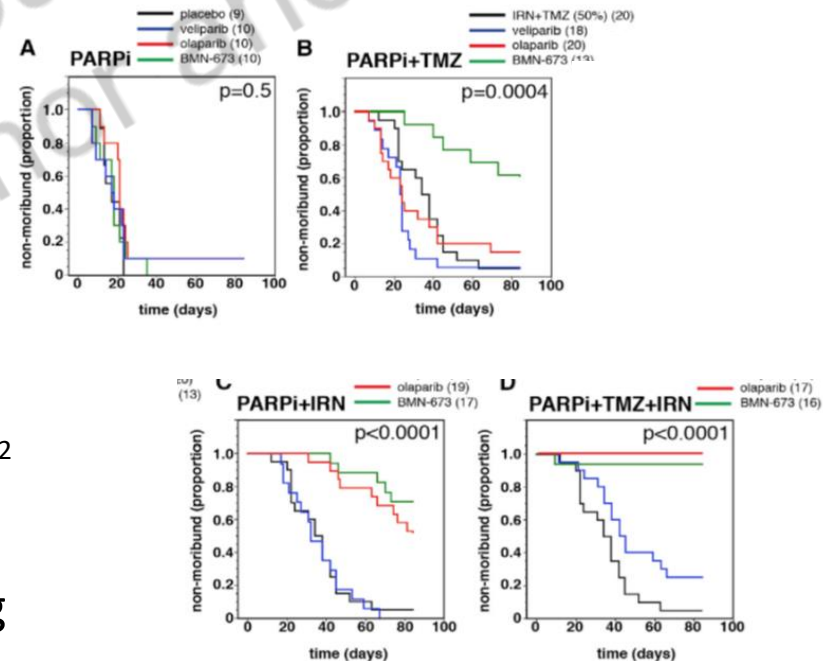 placebo (9)
veliparib (10)
olaparib (10)
BMN-673 (10)
A
PARPi
p=0.5
non-moribund (proportion)
1.0
0.8
0.6
0.4
0.2
0
0 20 40 60 80 100
time (days)
IRN+TMZ (50%) (20)
veliparib (18)
olaparib (20)
BMN-673 (13)
B
PARPi+TMZ
p=0.0004
non-moribund (proportion)
1.0
0.8
0.6
0.4
0.2
0
0 20 40 60 80 100
time (days)
(13)
2
g
C
olaparib (19)
BMN-673 (17)
PARPi+IRN
p<0.0001
non-moribund (proportion)
1.0
0.8
0.6
0.4
0.2
0
0 20 40 60 80 100
time (days)
D
olaparib (17)
BMN-673 (16)
PARPi+TMZ+IRN
p<0.0001
non-moribund (proportion)
1.0
0.8
0.6
0.4
0.2
0
0 20 40 60 80 100
time (days)